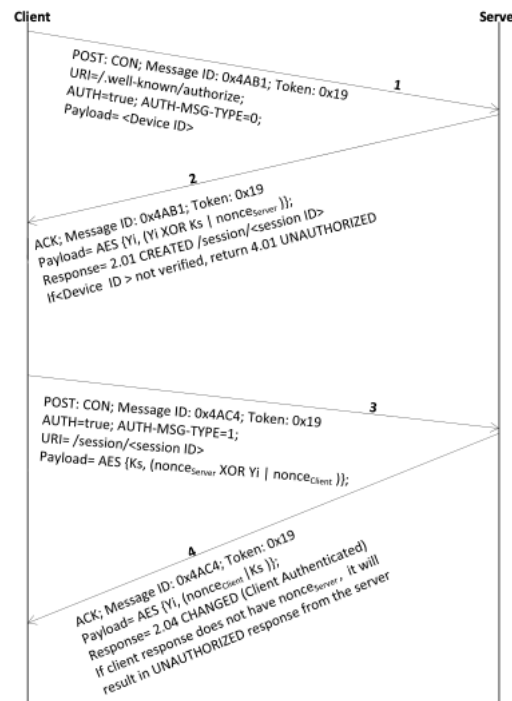 Client
Serve
POST: CON; Message ID: 0x4AB1; Token: 0x19
URI=/.well-known/authorize;
AUTH=true; AUTH-MSG-TYPE=0;
Payload= <Device ID>
1
2
ACK; Message ID: 0x4AB1; Token: 0x19
Payload= AES {Yi, (Yi XOR Ks | nonceServer )};
Response= 2.01 CREATED /session/<session ID>
If<Device ID > not verified, return 4.01 UNAUTHORIZED
3
POST: CON; Message ID: 0x4AC4; Token: 0x19
AUTH=true; AUTH-MSG-TYPE=1;
URI= /session/<session ID>
Payload= AES {Ks, (nonceServer XOR Yi | nonceClient )};
4
ACK; Message ID: 0x4AC4; Token: 0x19
Payload= AES {Yi, (nonceClient |Ks )};
Response= 2.04 CHANGED (Client Authenticated)
If client response does not have nonceServer, it will
result in UNAUTHORIZED response from the server